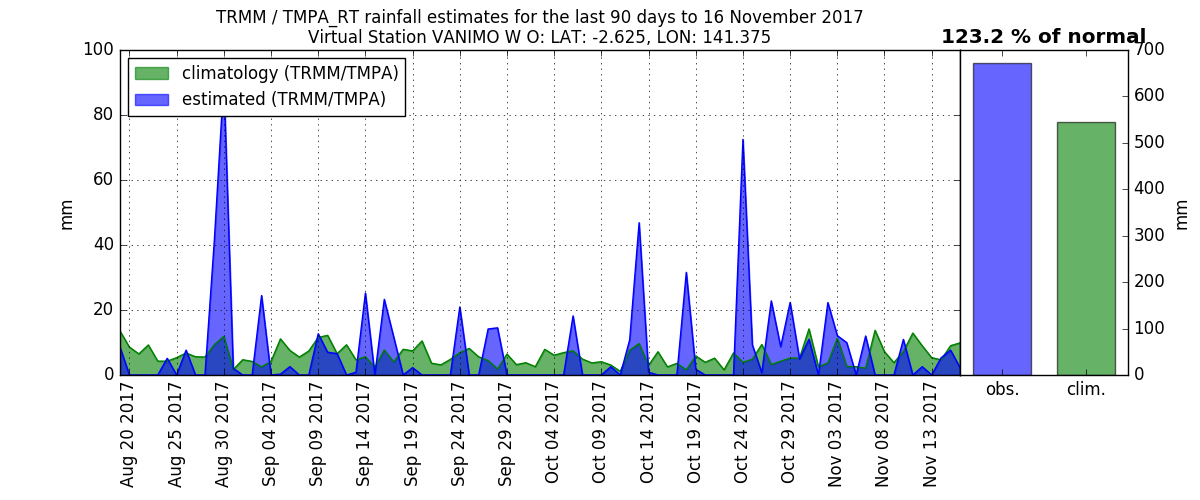 TRMM / TMPA_RT rainfall estimates for the last 90 days to 16 November 2017
Virtual Station VANIMO W O: LAT: -2.625, LON: 141.375
123.2 % of normal
climatology (TRMM/TMPA)
estimated (TRMM/TMPA)
100
80
60
40
20
0
mm
Aug 20 2017
Aug 25 2017
Aug 30 2017
Sep 04 2017
Sep 09 2017
Sep 14 2017
Sep 19 2017
Sep 24 2017
Sep 29 2017
Oct 04 2017
Oct 09 2017
Oct 14 2017
Oct 19 2017
Oct 24 2017
Oct 29 2017
Nov 03 2017
Nov 08 2017
Nov 13 2017
obs.
clim.
700
600
500
400
300
200
100
0
mm